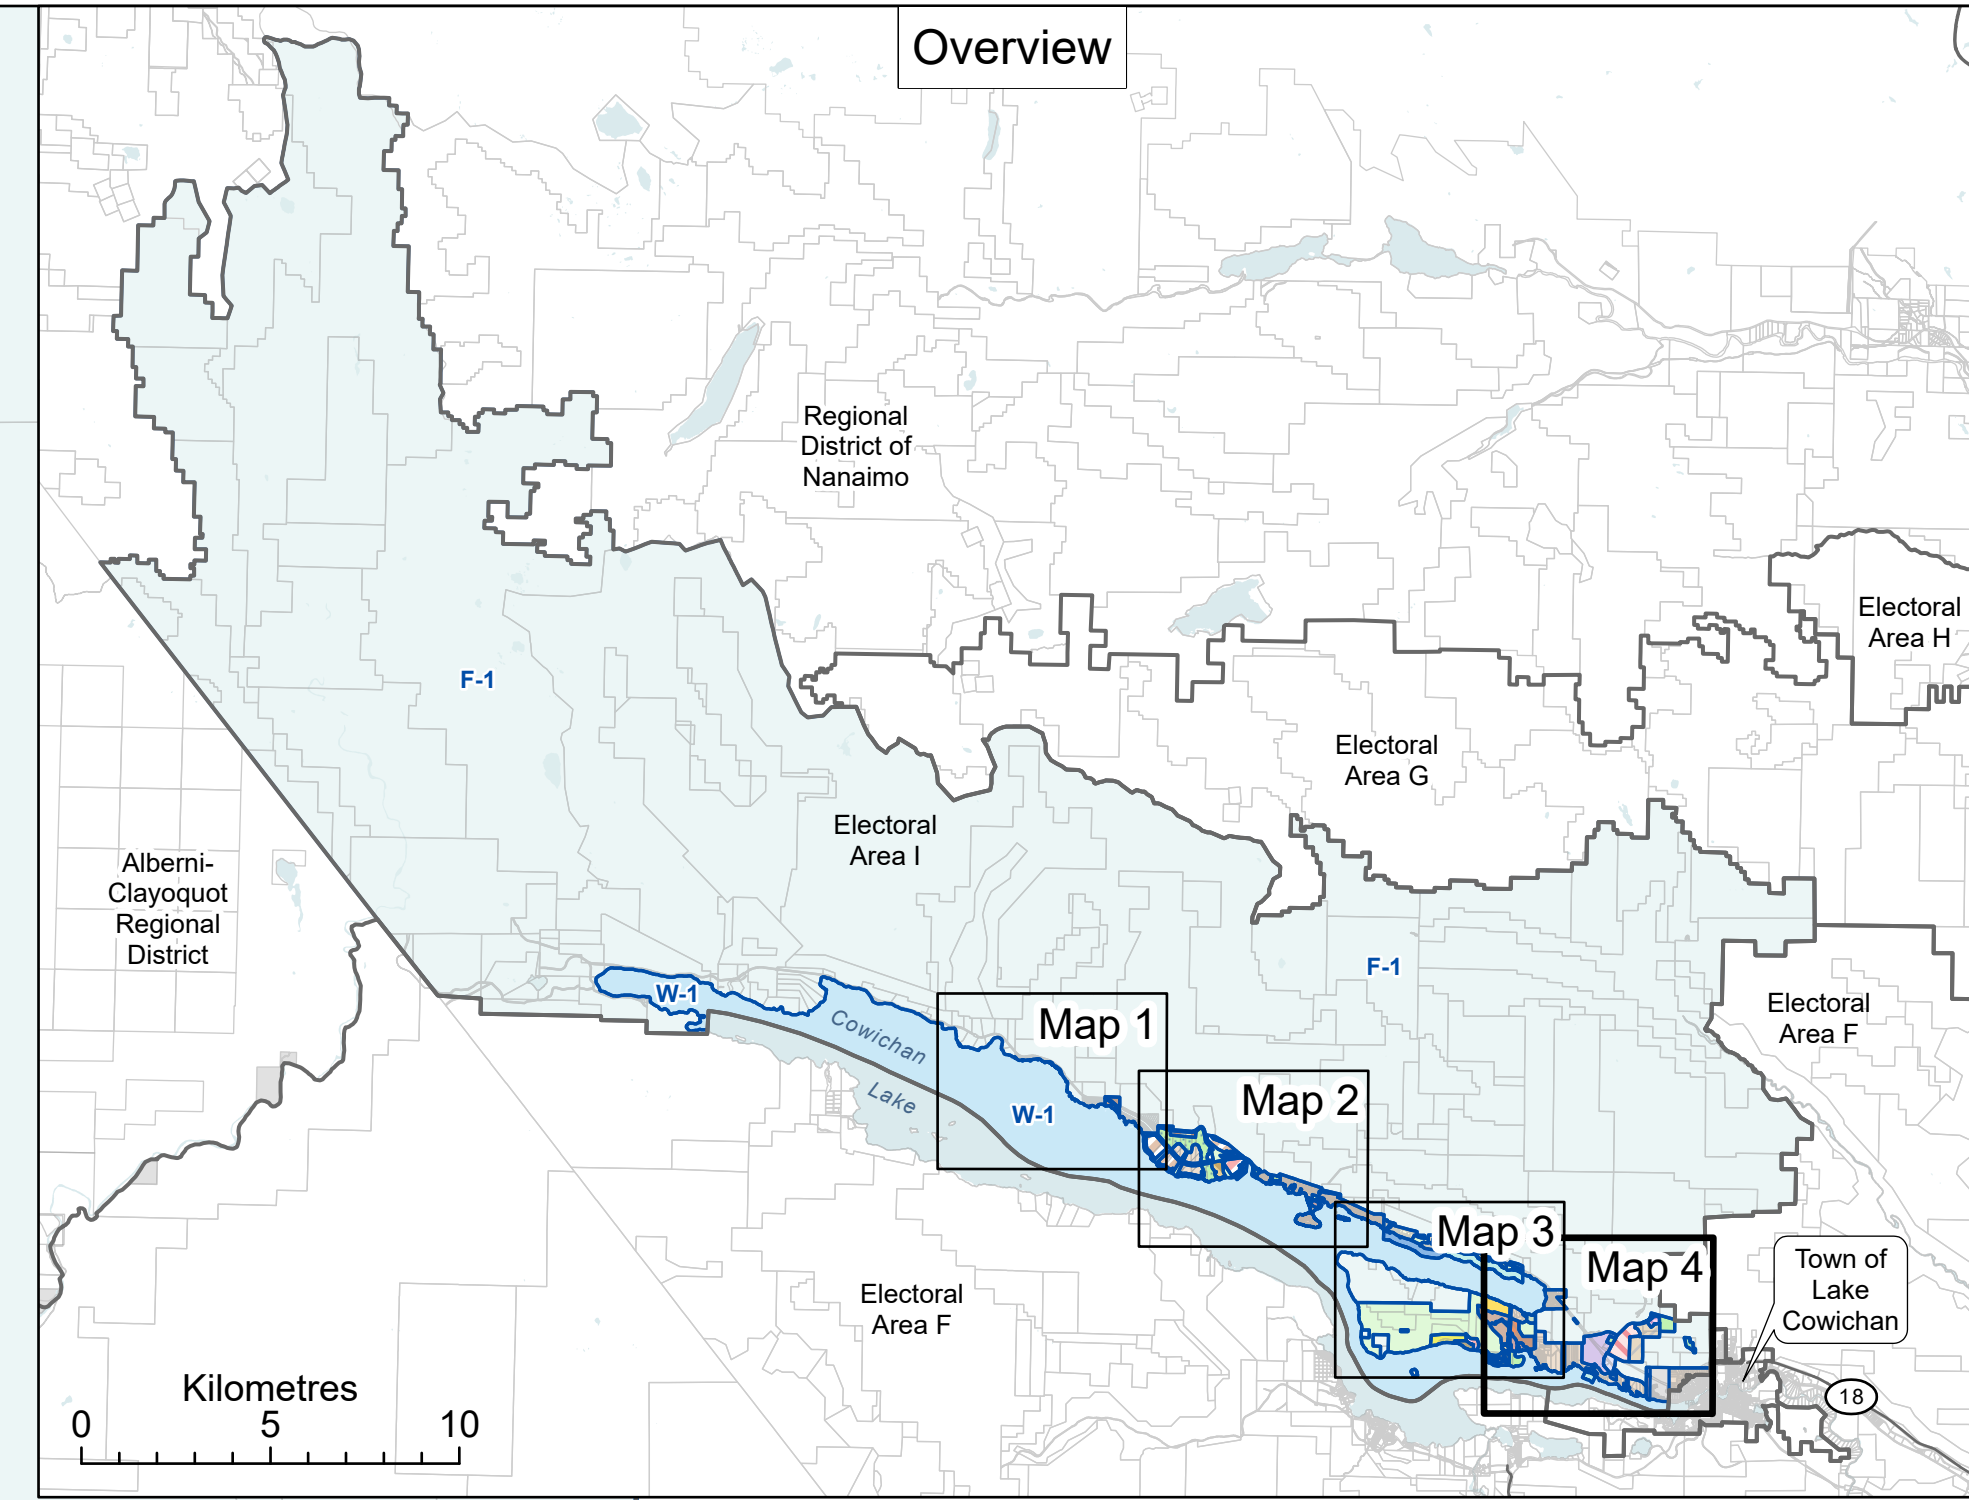 Overview
Regional
District of
Nanaimo
Electoral
Area H
F-1
Electoral
Area G
Electoral
Area I
Alberni-
Clayoquot
Regional
District
F-1
W-1
Electoral
Area F
Cowichan
Lake
Map 1
W-1
Map 2
Map 3
Map 4
Town of
Lake
Cowichan
Electoral
Area F
18
Kilometres
0 5 10